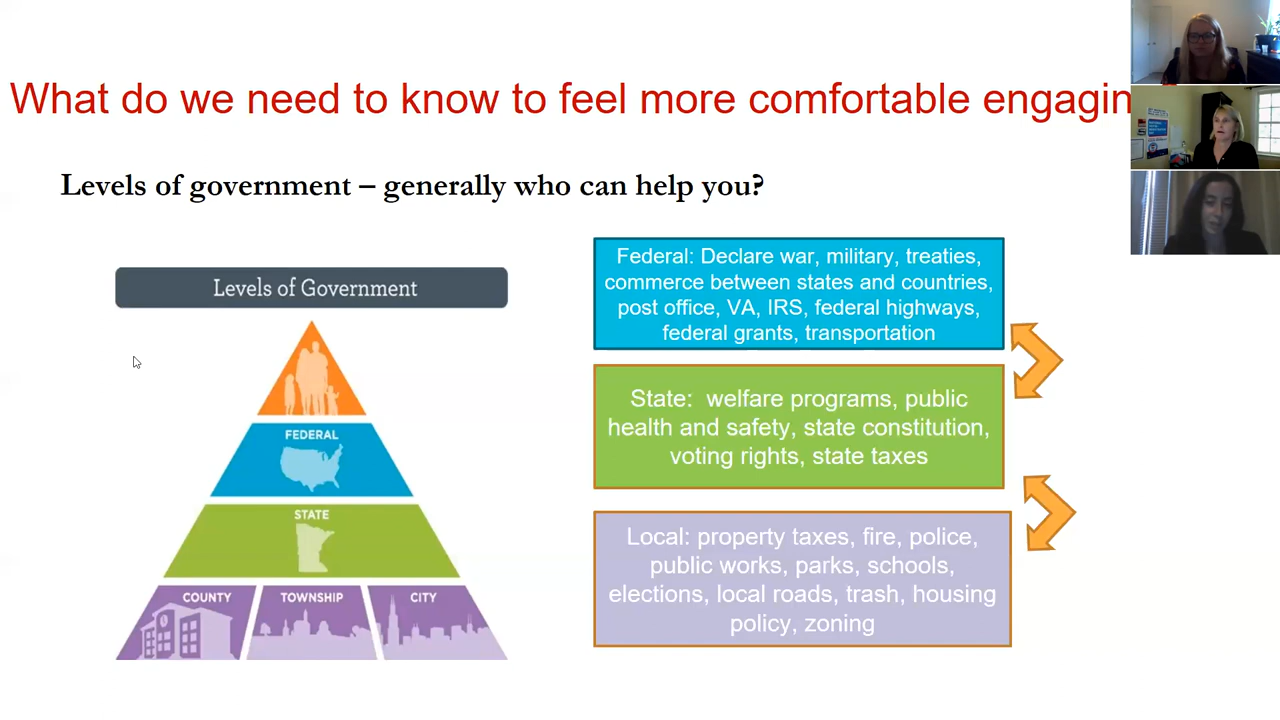 What do we need to know to feel more comfortable engagin
Levels of government – generally who can help you?
Levels of Government
FEDERAL
STATE
COUNTY
TOWNSHIP
CITY
Federal: Declare war, military, treaties,
commerce between states and countries,
post office, VA, IRS, federal highways,
federal grants, transportation
State:  welfare programs, public
health and safety, state constitution,
voting rights, state taxes
Local: property taxes, fire, police,
public works, parks, schools,
elections, local roads, trash, housing
policy, zoning